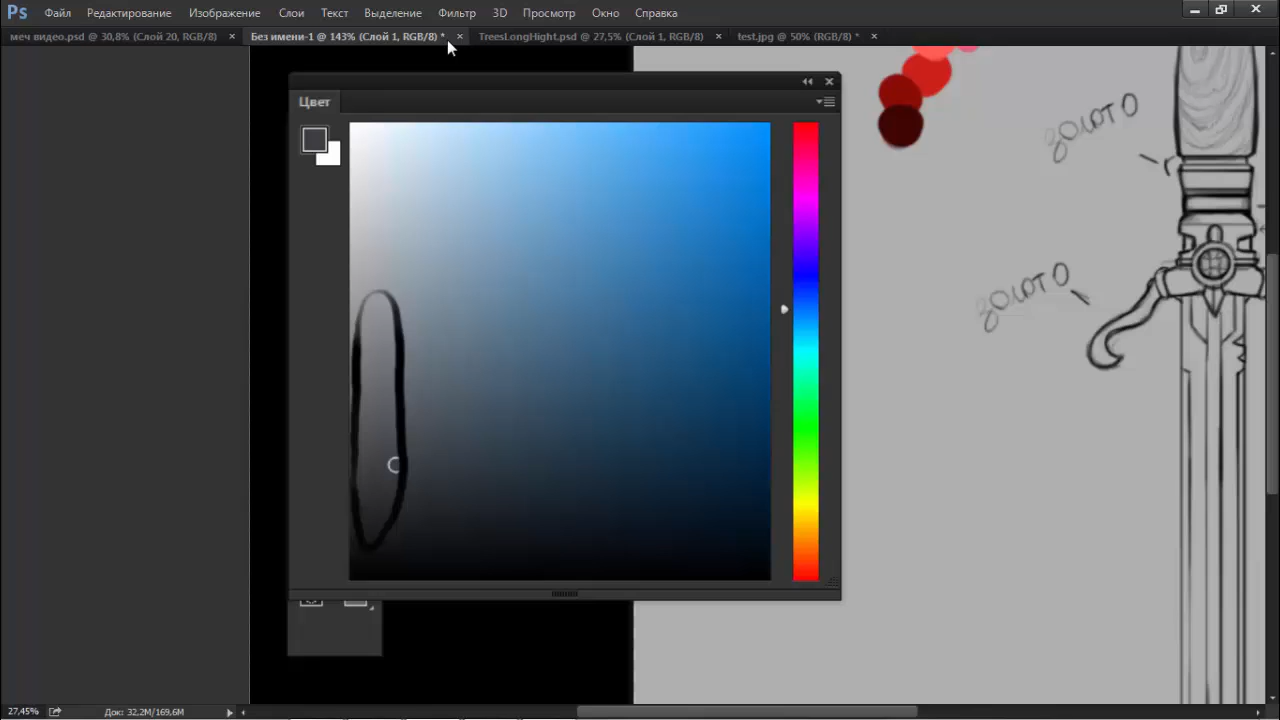 Ps Файл Редактирование Изображение Слои Текст Выделение Фильтр 3D Просмотр Окно Справка
меч видео.psd @ 30,8% (Слой 20, RGB/8) × Без имени-1 @ 143% (Слой 1, RGB/8) * × TreesLongHight.psd @ 27,5% (Слой 1, RGB/8) × test.jpg @ 50% (RGB/8) * ×
Цвет
золото
золото
27,45% Док: 32,2M/169,6M